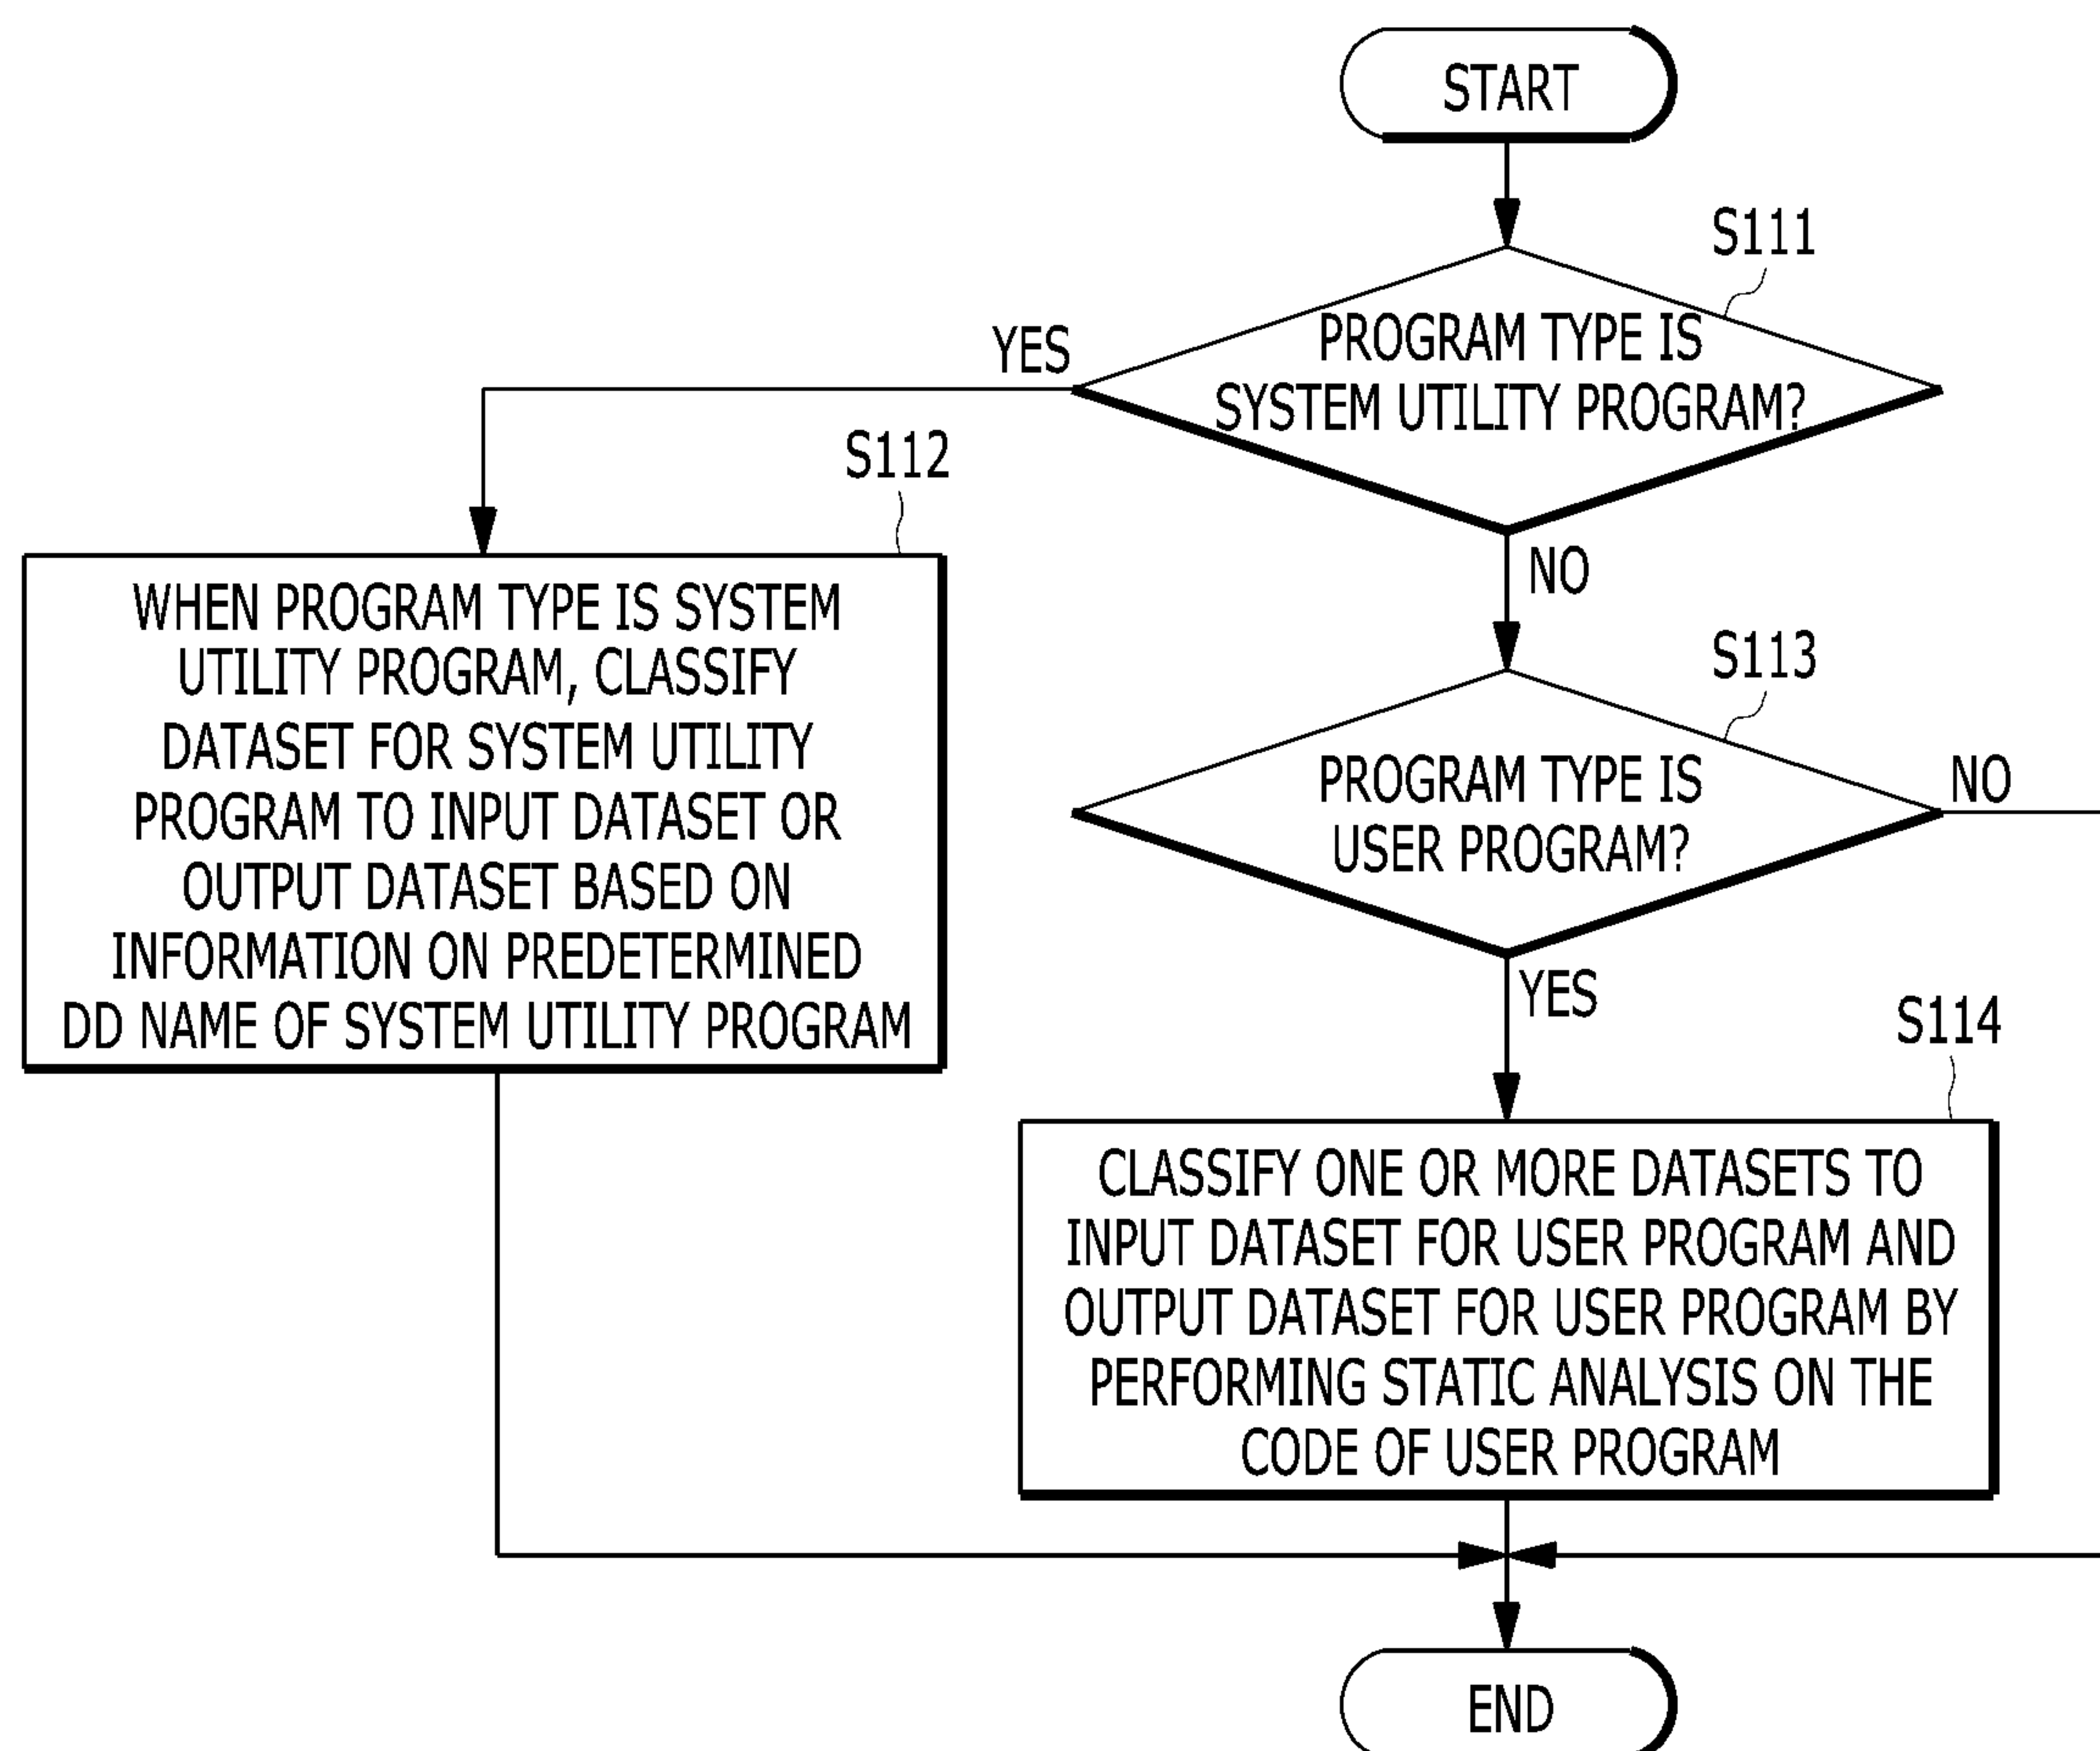 START
S111
PROGRAM TYPE IS
SYSTEM UTILITY PROGRAM?
YES
NO
S112
WHEN PROGRAM TYPE IS SYSTEM
UTILITY PROGRAM, CLASSIFY
DATASET FOR SYSTEM UTILITY
PROGRAM TO INPUT DATASET OR
OUTPUT DATASET BASED ON
INFORMATION ON PREDETERMINED
DD NAME OF SYSTEM UTILITY PROGRAM
S113
PROGRAM TYPE IS
USER PROGRAM?
NO
YES
S114
CLASSIFY ONE OR MORE DATASETS TO
INPUT DATASET FOR USER PROGRAM AND
OUTPUT DATASET FOR USER PROGRAM BY
PERFORMING STATIC ANALYSIS ON THE
CODE OF USER PROGRAM
END